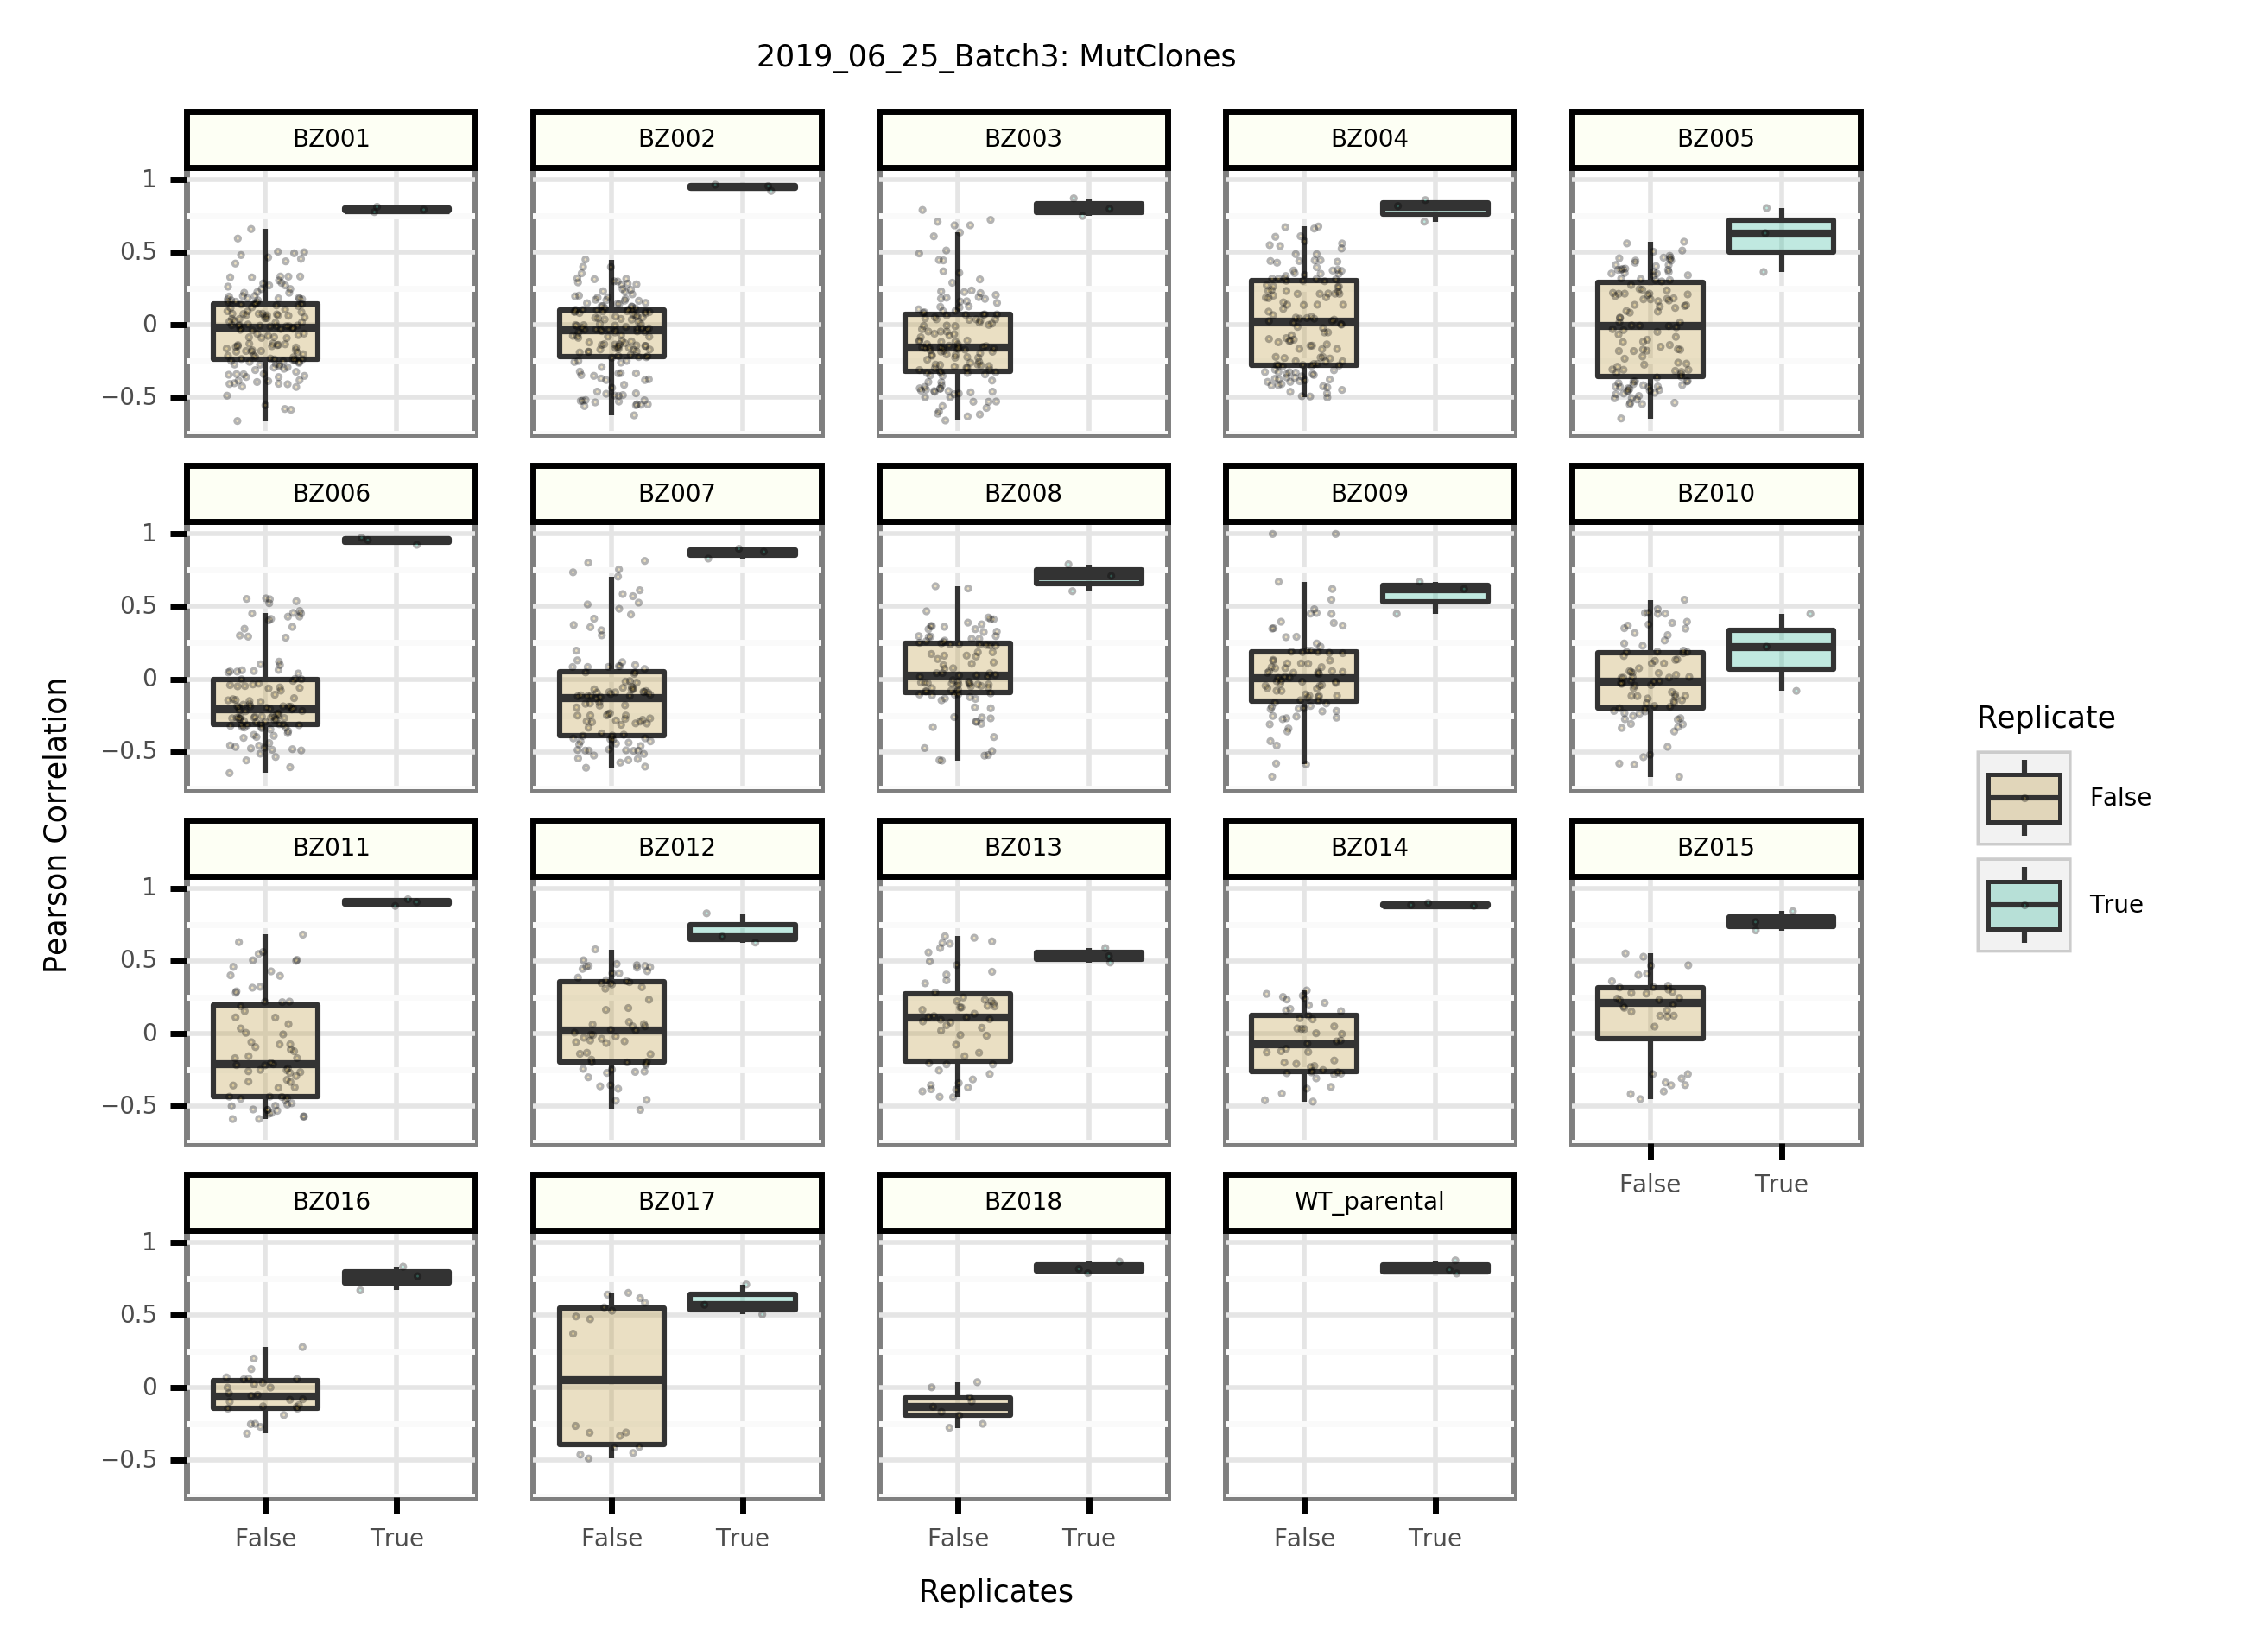 2019_06_25_Batch3: MutClones
BZ001 BZ002 BZ003 BZ004 BZ005
1
0.5
0
−0.5
BZ006 BZ007 BZ008 BZ009 BZ010
1
0.5
0
−0.5
BZ011 BZ012 BZ013 BZ014 BZ015
1
0.5
0
−0.5
False True
BZ016 BZ017 BZ018 WT_parental
1
0.5
0
−0.5
False True False True False True False True
Replicates
Pearson Correlation
Replicate
False
True